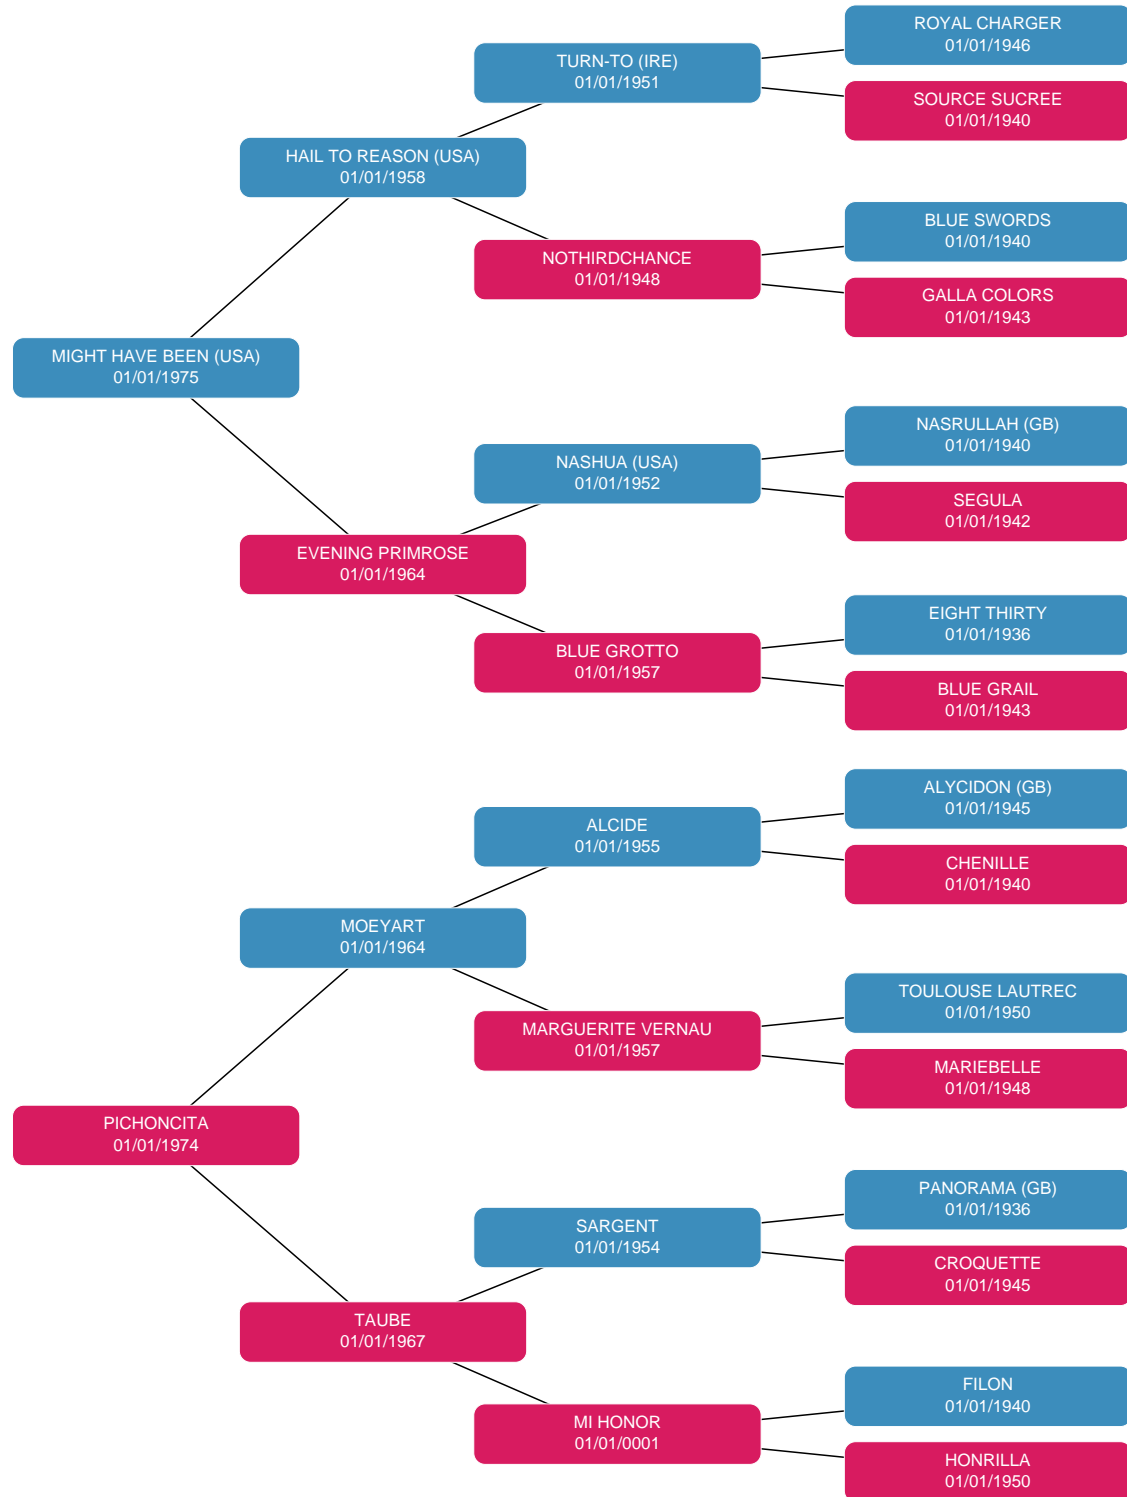 ROYAL CHARGER
01/01/1946
TURN-TO (IRE)
01/01/1951
SOURCE SUCREE
01/01/1940
HAIL TO REASON (USA)
01/01/1958
BLUE SWORDS
01/01/1940
NOTHIRDCHANCE
01/01/1948
GALLA COLORS
01/01/1943
MIGHT HAVE BEEN (USA)
01/01/1975
NASRULLAH (GB)
01/01/1940
NASHUA (USA)
01/01/1952
SEGULA
01/01/1942
EVENING PRIMROSE
01/01/1964
EIGHT THIRTY
01/01/1936
BLUE GROTTO
01/01/1957
BLUE GRAIL
01/01/1943
ALYCIDON (GB)
01/01/1945
ALCIDE
01/01/1955
CHENILLE
01/01/1940
MOEYART
01/01/1964
TOULOUSE LAUTREC
01/01/1950
MARGUERITE VERNAU
01/01/1957
MARIEBELLE
01/01/1948
PICHONCITA
01/01/1974
PANORAMA (GB)
01/01/1936
SARGENT
01/01/1954
CROQUETTE
01/01/1945
TAUBE
01/01/1967
FILON
01/01/1940
MI HONOR
01/01/0001
HONRILLA
01/01/1950